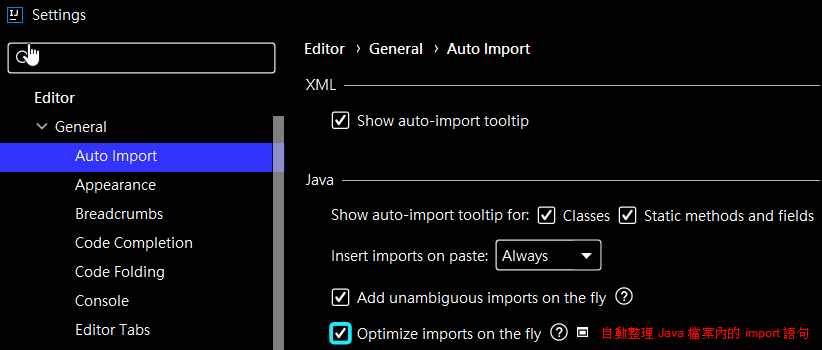 IJ Settings
Editor
General
Auto Import
Appearance
Breadcrumbs
Code Completion
Code Folding
Console
Editor Tabs
Editor › General › Auto Import
XML
Show auto-import tooltip
Java
Show auto-import tooltip for: Classes Static methods and fields
Insert imports on paste: Always
Add unambiguous imports on the fly ?
Optimize imports on the fly ? 自動整理 Java 檔案內的 import 語句